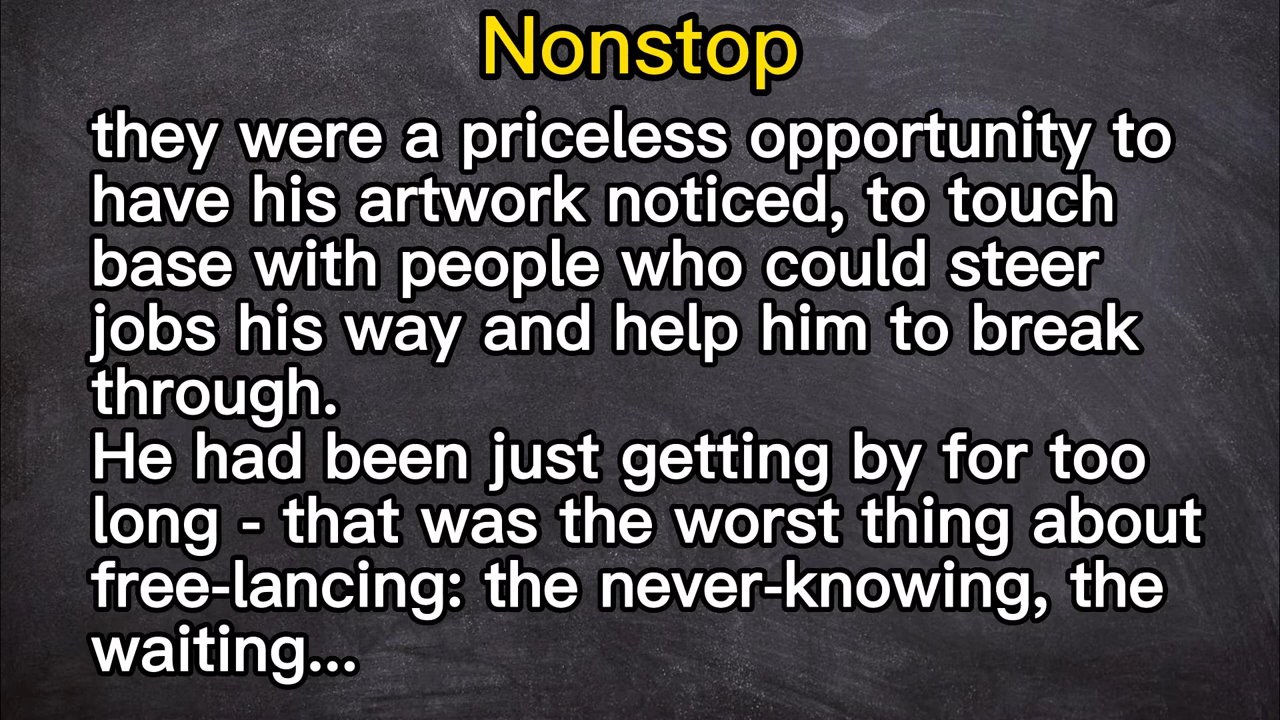 Nonstop
they were a priceless opportunity to
have his artwork noticed, to touch
base with people who could steer
jobs his way and help him to break
through.
He had been just getting by for too
long - that was the worst thing about
free-lancing: the never-knowing, the
waiting...